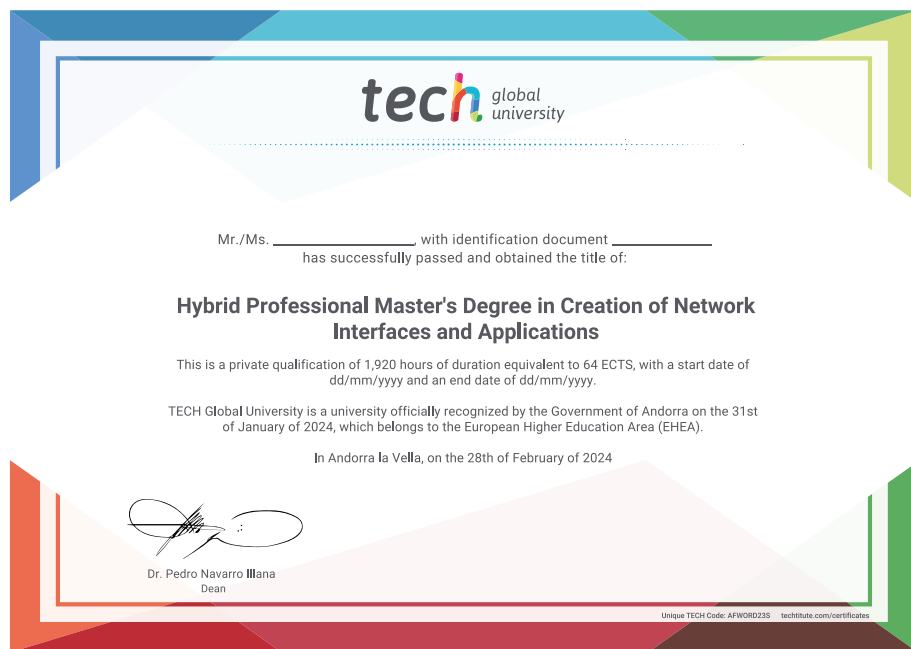 tech global
university
Mr./Ms. ____________, with identification document ____________
has successfully passed and obtained the title of:
Hybrid Professional Master's Degree in Creation of Network
Interfaces and Applications
This is a private qualification of 1,920 hours of duration equivalent to 64 ECTS, with a start date of
dd/mm/yyyy and an end date of dd/mm/yyyy.
TECH Global University is a university officially recognized by the Government of Andorra on the 31st
of January of 2024, which belongs to the European Higher Education Area (EHEA).
In Andorra la Vella, on the 28th of February of 2024
Dr. Pedro Navarro Illana
Dean
Unique TECH Code: AFWORD23S techtitute.com/certificates